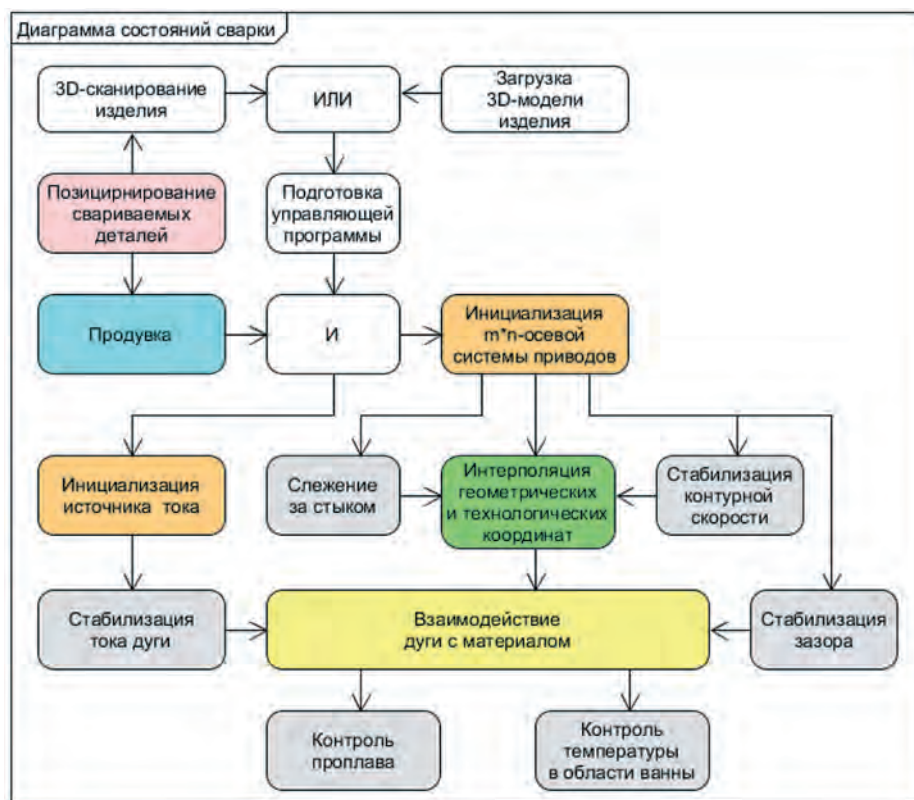 Диаграмма состояний сварки
3D-сканирование
изделия
ИЛИ
Загрузка
3D-модели
изделия
Позицирнирование
свариваемых
деталей
Подготовка
управляющей
программы
Продувка
И
Инициализация
m*n-осевой
системы приводов
Инициализация
источника тока
Слежение
за стыком
Интерполяция
геометрических
и технологических
координат
Стабилизация
контурной
скорости
Стабилизация
тока дуги
Взаимодействие
дуги с материалом
Стабилизация
зазора
Контроль
проплава
Контроль
температуры
в области ванны